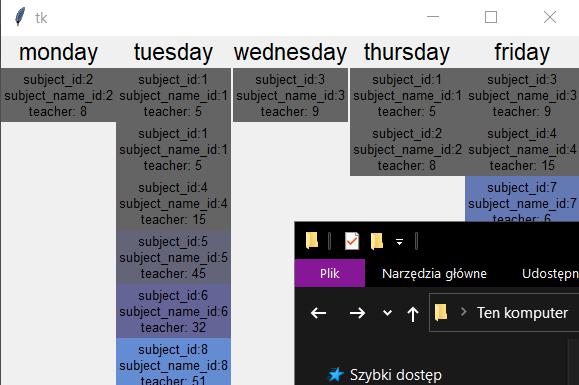 tk
monday
subject_id:2
subject_name_id:2
teacher: 8
tuesday
subject_id:1
subject_name_id:1
teacher: 5
subject_id:1
subject_name_id:1
teacher: 5
subject_id:4
subject_name_id:4
teacher: 15
subject_id:5
subject_name_id:5
teacher: 45
subject_id:6
subject_name_id:6
teacher: 32
subject_id:8
subject_name_id:8
teacher: 51
wednesday
subject_id:3
subject_name_id:3
teacher: 9
thursday
subject_id:1
subject_name_id:1
teacher: 5
subject_id:2
subject_name_id:2
teacher: 8
friday
subject_id:3
subject_name_id:3
teacher: 9
subject_id:4
subject_name_id:4
teacher: 15
subject_id:7
subject_name_id:7
teacher: 6
Plik
Narzędzia główne
Udostępn
Ten komputer
Szybki dostęp